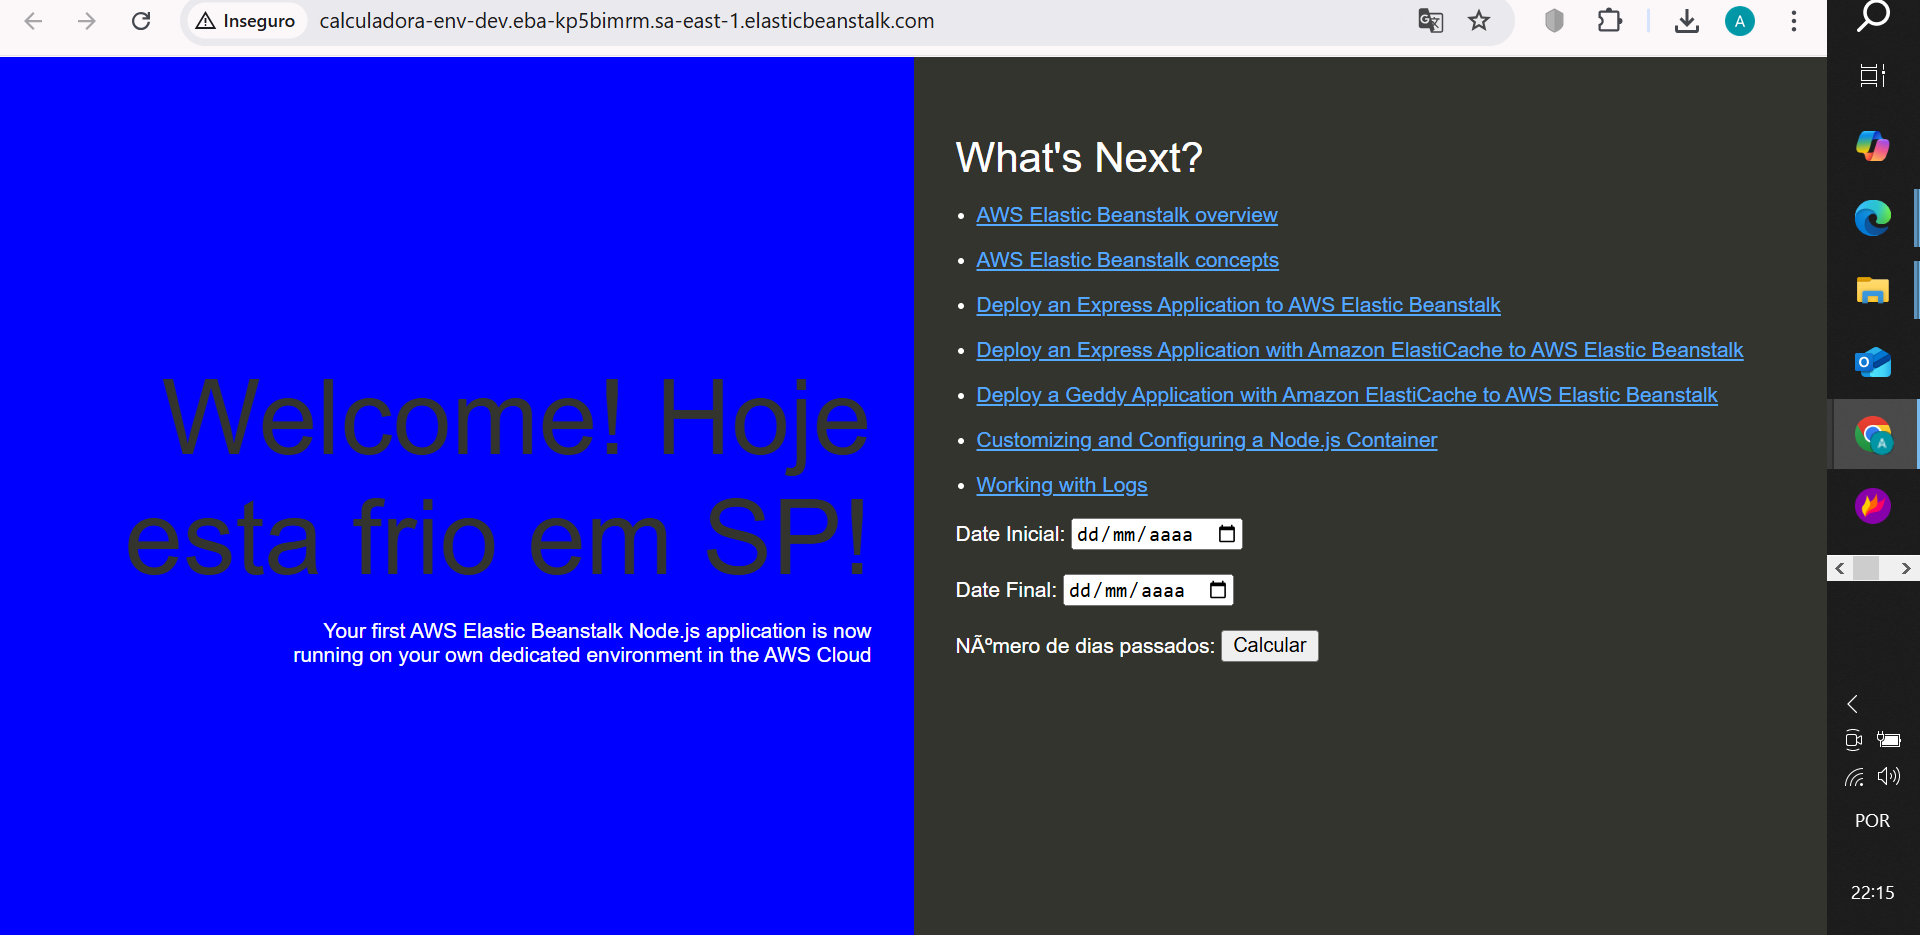 Inseguro
calculadora-env-dev.eba-kp5bimrm.sa-east-1.elasticbeanstalk.com
A
Welcome! Hoje
esta frio em SP!
Your first AWS Elastic Beanstalk Node.js application is now
running on your own dedicated environment in the AWS Cloud
What's Next?
AWS Elastic Beanstalk overview
AWS Elastic Beanstalk concepts
Deploy an Express Application to AWS Elastic Beanstalk
Deploy an Express Application with Amazon ElastiCache to AWS Elastic Beanstalk
Deploy a Geddy Application with Amazon ElastiCache to AWS Elastic Beanstalk
Customizing and Configuring a Node.js Container
Working with Logs
Date Inicial: dd/mm/aaaa
Date Final: dd/mm/aaaa
NÃºmero de dias passados: Calcular
A
POR
22:15